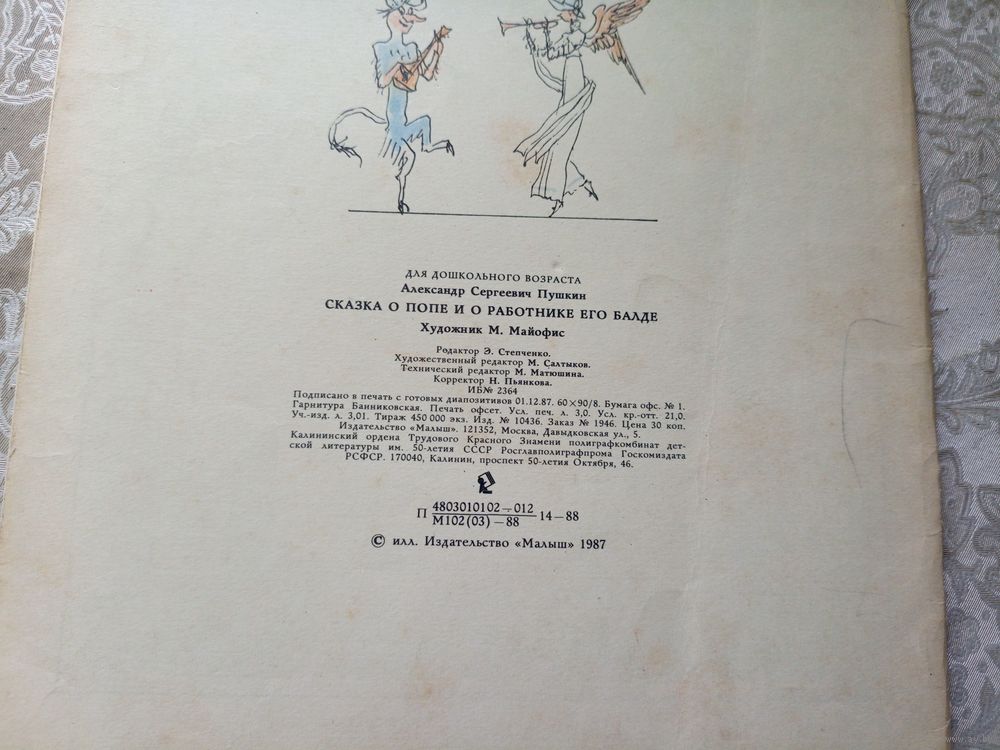 ДЛЯ ДОШКОЛЬНОГО ВОЗРАСТА
Александр Сергеевич Пушкин
СКАЗКА О ПОПЕ И О РАБОТНИКЕ ЕГО БАЛДЕ
Художник М. Майофис
Редактор Э. Степченко.
Художественный редактор М. Салтыков.
Технический редактор М. Матюшина.
Корректор Н. Пьянкова.
ИБ№ 2364
Подписано в печать с готовых диапозитивов 01.12.87. 60×90/8. Бумага офс. № 1.
Гарнитура Банниковская. Печать офсет. Усл. печ. л. 3,0. Усл. кр.-отт. 21,0.
Уч.-изд. л. 3,01. Тираж 450 000 экз. Изд. № 10436. Заказ № 1946. Цена 30 коп.
Издательство «Малыш». 121352, Москва, Давыдковская ул., 5.
Калининский ордена Трудового Красного Знамени полиграфкомбинат дет-
ской литературы им. 50-летия СССР Росглавполиграфпрома Госкомиздата
РСФСР. 170040, Калинин, проспект 50-летия Октября, 46.
П 4803010102—012
М102(03)—88 14—88
© илл. Издательство «Малыш» 1987